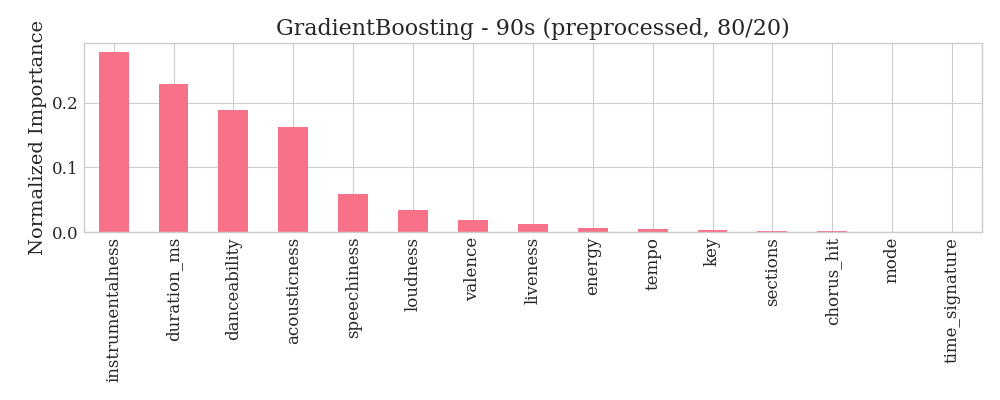 GradientBoosting - 90s (preprocessed, 80/20)
Normalized Importance
0.2
0.1
0.0
instrumentalness
duration_ms
danceability
acousticness
speechiness
loudness
valence
liveness
energy
tempo
key
sections
chorus_hit
mode
time_signature